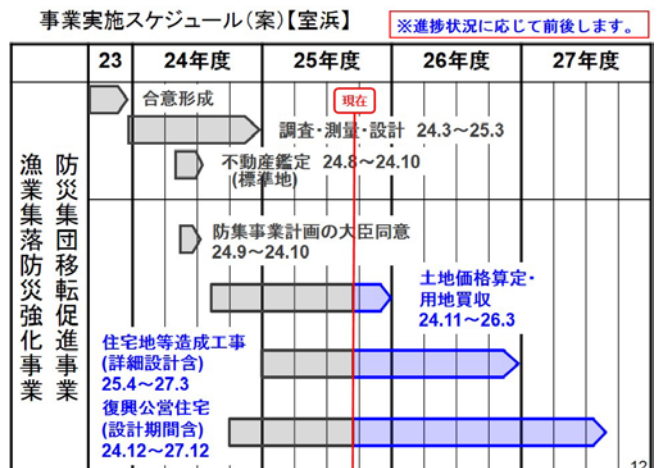 事業実施スケジュール(案)【室浜】
※進捗状況に応じて前後します。
23 24年度 25年度 26年度 27年度
合意形成
現在
調査・測量・設計 24.3～25.3
不動産鑑定 24.8～24.10
(標準地)
防集事業計画の大臣同意
24.9～24.10
土地価格算定・
用地買収
24.11～26.3
住宅地等造成工事
(詳細設計含)
25.4～27.3
復興公営住宅
(設計期間含)
24.12～27.12
防災集団移転促進事業
漁業集落防災強化事業
12